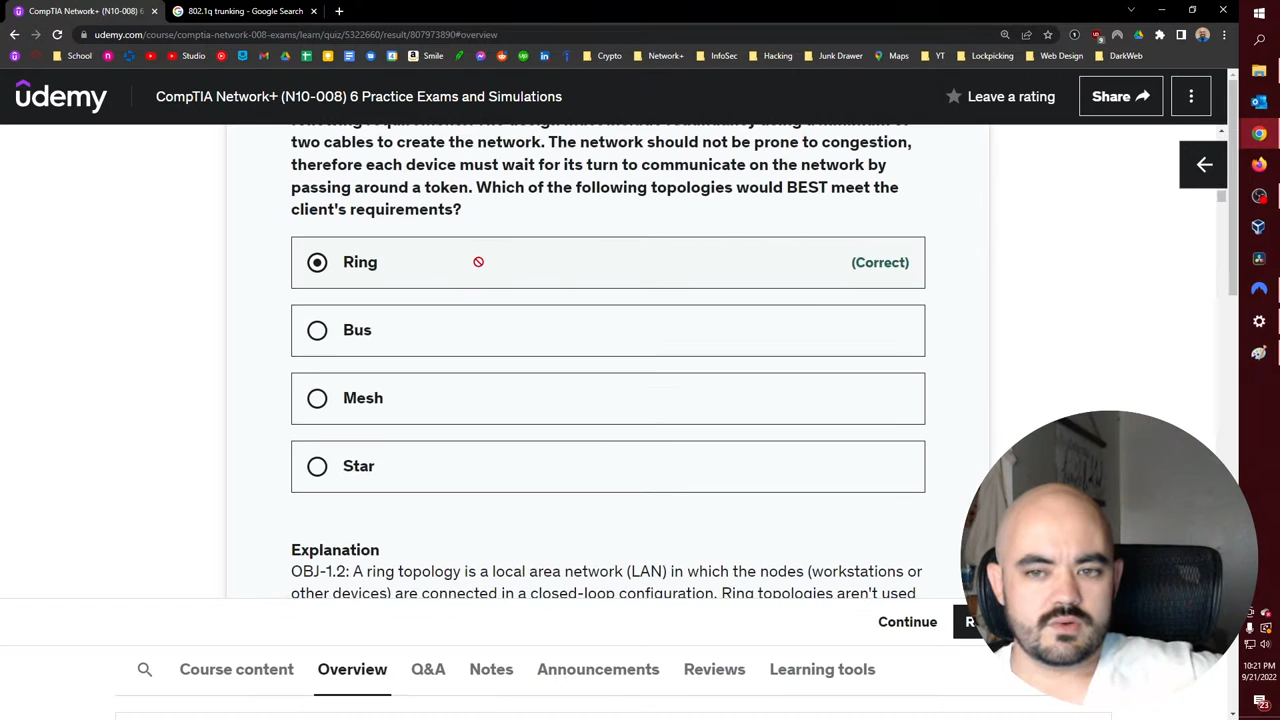 CompTIA Network+ (N10-008) 6
802.1q trunking - Google Search
udemy.com/course/comptia-network-008-exams/learn/quiz/5322660/result/807973890#overview
School
Studio
Smile
Crypto
Network+
InfoSec
Hacking
Junk Drawer
Maps
YT
Lockpicking
Web Design
DarkWeb
udemy
CompTIA Network+ (N10-008) 6 Practice Exams and Simulations
Leave a rating
Share
two cables to create the network. The network should not be prone to congestion,
therefore each device must wait for its turn to communicate on the network by
passing around a token. Which of the following topologies would BEST meet the
client's requirements?
Ring
(Correct)
Bus
Mesh
Star
Explanation
OBJ-1.2: A ring topology is a local area network (LAN) in which the nodes (workstations or
other devices) are connected in a closed-loop configuration. Ring topologies aren't used
Continue
Course content
Overview
Q&A
Notes
Announcements
Reviews
Learning tools
10:21 PM
9/21/2022
23